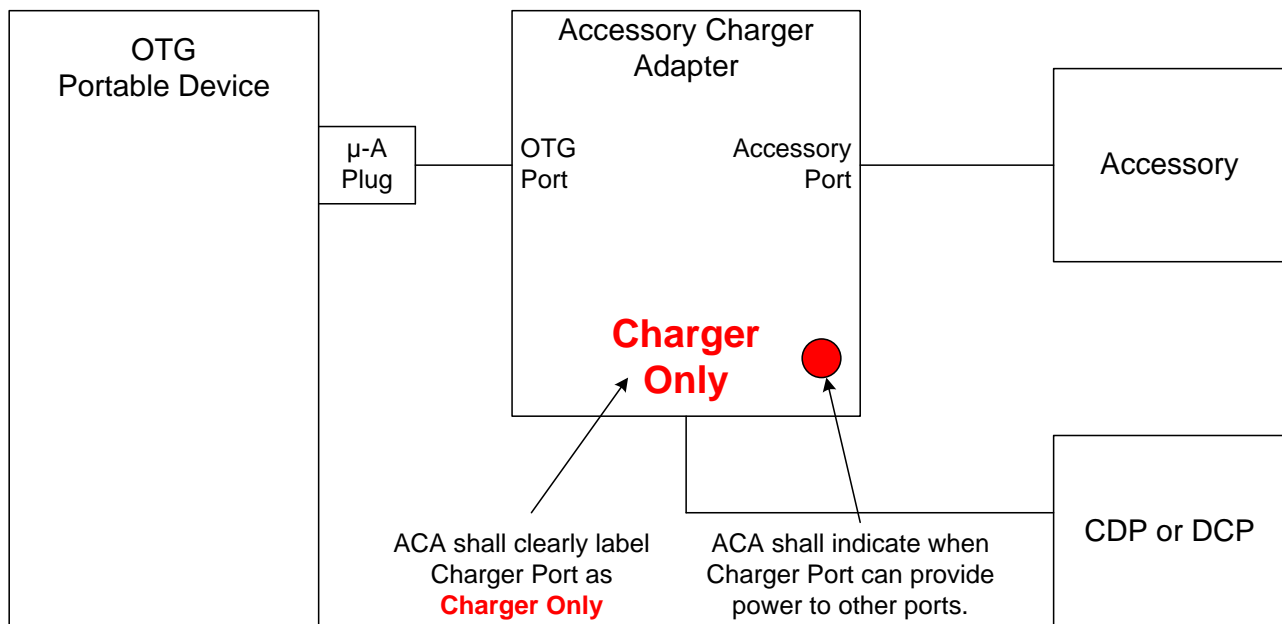 OTG
Portable Device
µ-A
Plug
Accessory Charger
Adapter
OTG
Port
Accessory
Port
Accessory
Charger
Only
CDP or DCP
ACA shall clearly label
Charger Port as
Charger Only
ACA shall indicate when
Charger Port can provide
power to other ports.